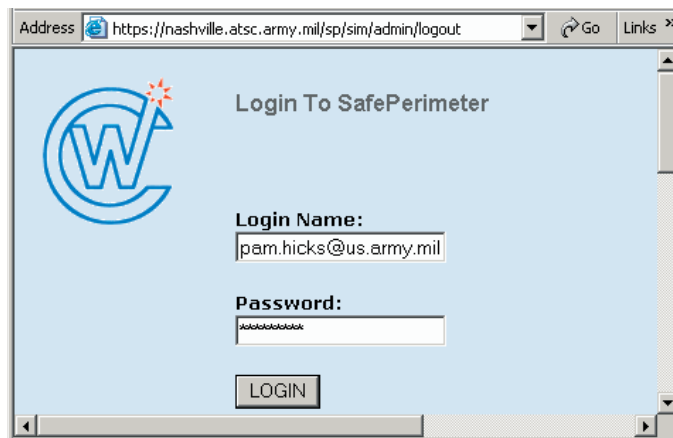 Address https://nashville.atsc.army.mil/sp/sim/admin/logout Go Links »
CW
Login To SafePerimeter
Login Name:
pam.hicks@us.army.mil
Password:
**********
LOGIN